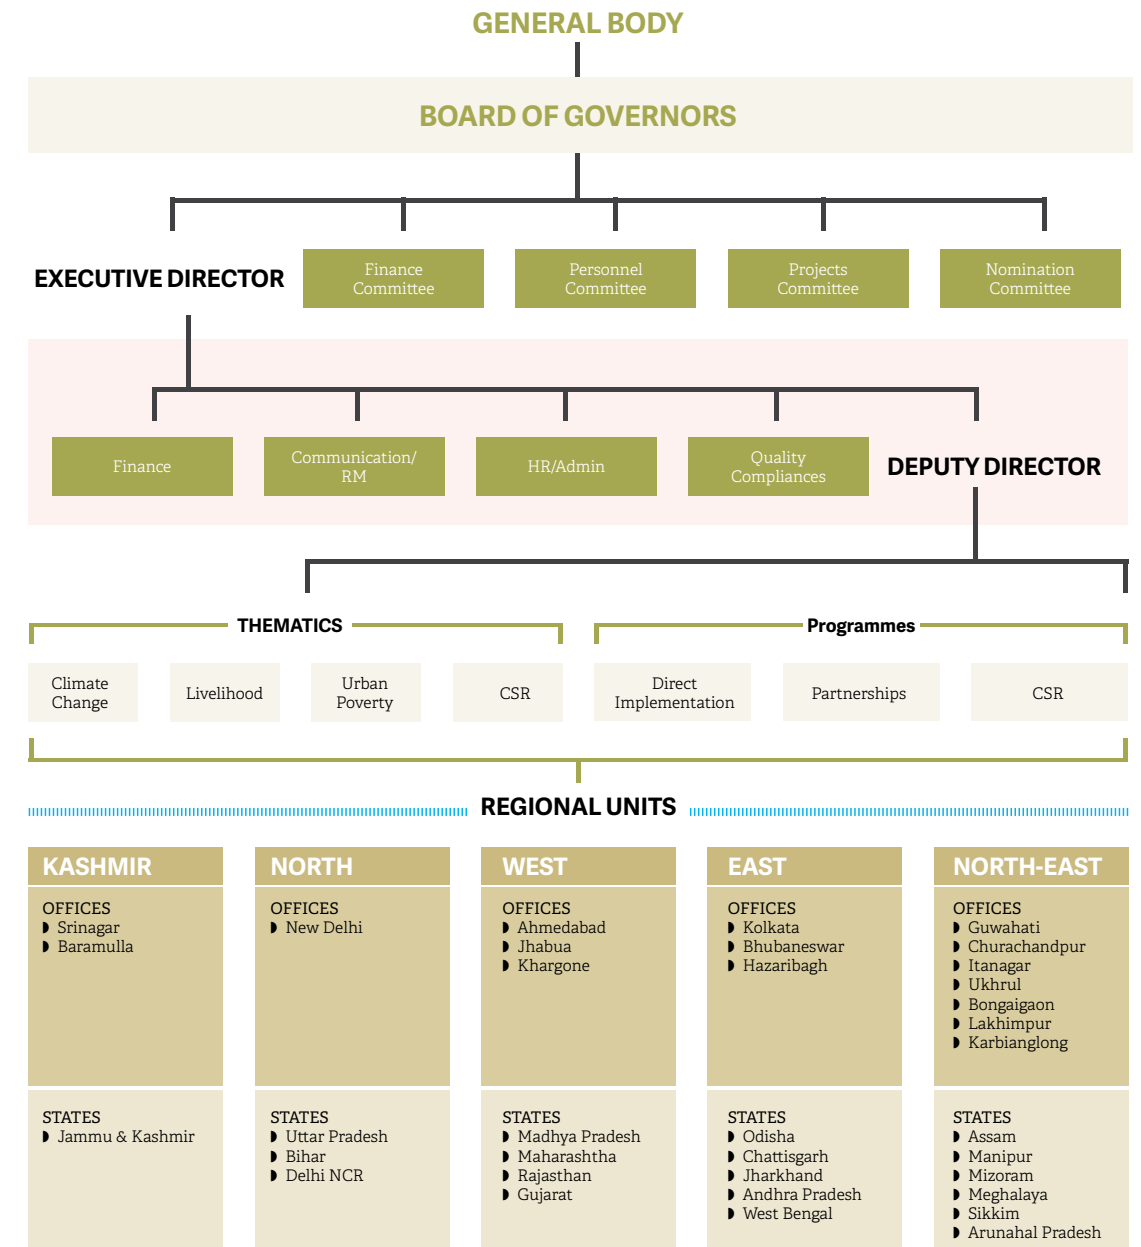 GENERAL BODY
BOARD OF GOVERNORS
EXECUTIVE DIRECTOR
Finance
Committee
Personnel
Committee
Projects
Committee
Nomination
Committee
Finance
Communication/
RM
HR/Admin
Quality
Compliances
DEPUTY DIRECTOR
THEMATICS
Programmes
Climate
Change
Livelihood
Urban
Poverty
CSR
Direct
Implementation
Partnerships
CSR
REGIONAL UNITS
KASHMIR
OFFICES
Srinagar
Baramulla
STATES
Jammu & Kashmir
NORTH
OFFICES
New Delhi
STATES
Uttar Pradesh
Bihar
Delhi NCR
WEST
OFFICES
Ahmedabad
Jhabua
Khargone
STATES
Madhya Pradesh
Maharashtha
Rajasthan
Gujarat
EAST
OFFICES
Kolkata
Bhubaneswar
Hazaribagh
STATES
Odisha
Chattisgarh
Jharkhand
Andhra Pradesh
West Bengal
NORTH-EAST
OFFICES
Guwahati
Churachandpur
Itanagar
Ukhrul
Bongaigaon
Lakhimpur
Karbianglong
STATES
Assam
Manipur
Mizoram
Meghalaya
Sikkim
Arunahal Pradesh